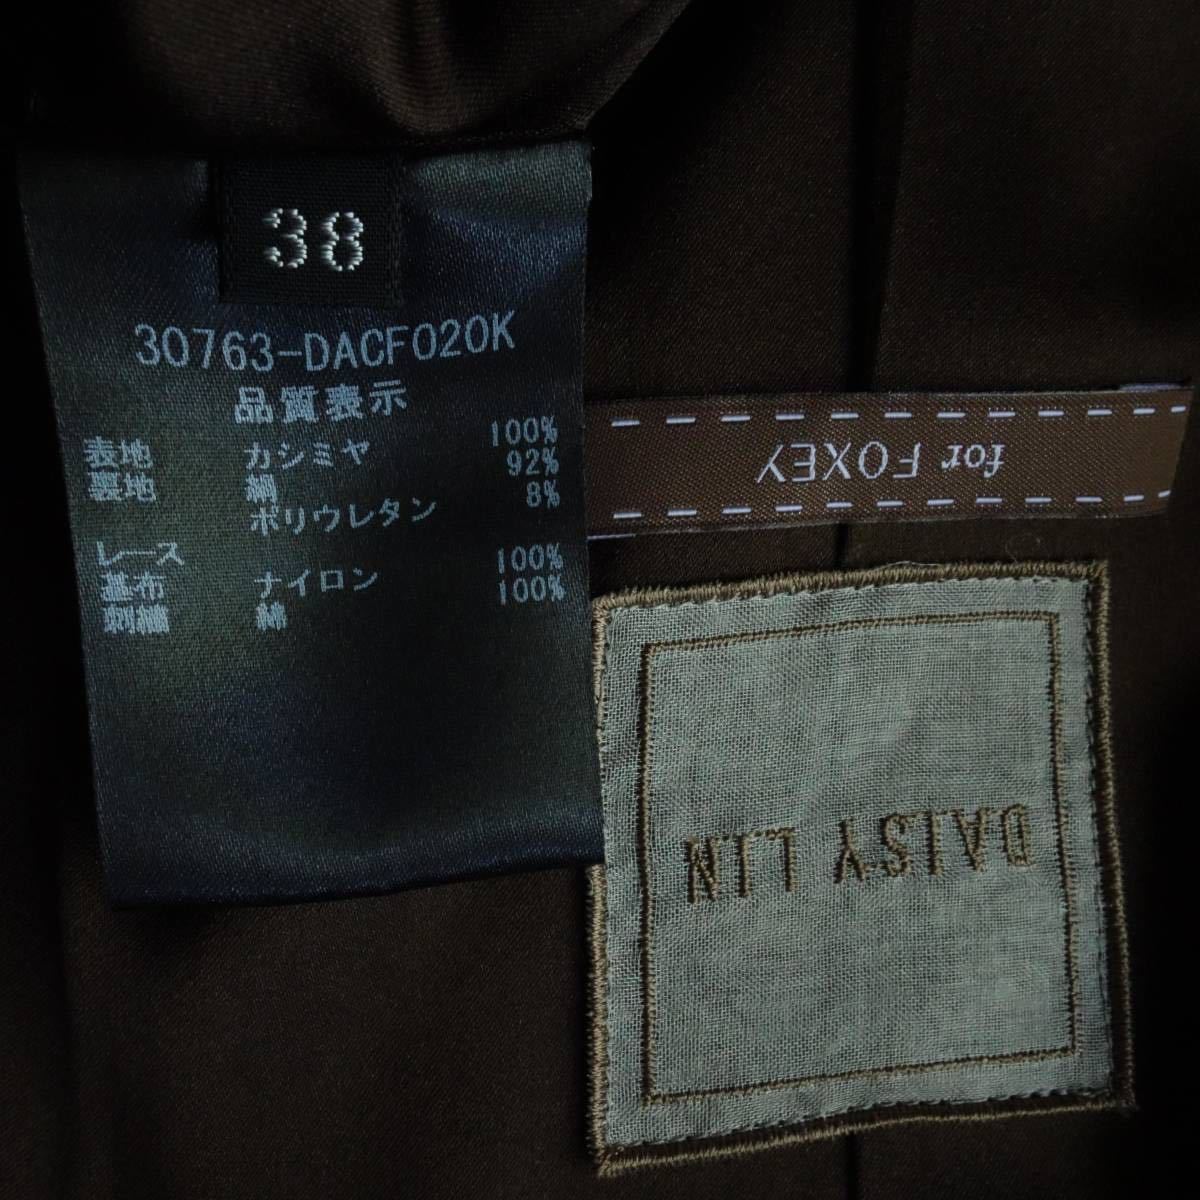 38
30763-DACF020K
品質表示
表地 カシミヤ 100%
裏地 絹 92%
ポリウレタン 8%
レース
基布 ナイロン 100%
刺繍 綿 100%
for FOXEY
DAISY LIN